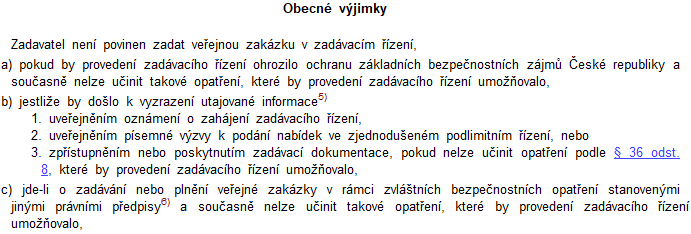 Obecné výjimky
Zadavatel není povinen zadat veřejnou zakázku v zadávacím řízení,
a) pokud by provedení zadávacího řízení ohrozilo ochranu základních bezpečnostních zájmů České republiky a
současně nelze učinit takové opatření, které by provedení zadávacího řízení umožňovalo,
b) jestliže by došlo k vyzrazení utajované informace5)
1. uveřejněním oznámení o zahájení zadávacího řízení,
2. uveřejněním písemné výzvy k podání nabídek ve zjednodušeném podlimitním řízení, nebo
3. zpřístupněním nebo poskytnutím zadávací dokumentace, pokud nelze učinit opatření podle § 36 odst.
8, které by provedení zadávacího řízení umožňovalo,
c) jde-li o zadávání nebo plnění veřejné zakázky v rámci zvláštních bezpečnostních opatření stanovenými
jinými právními předpisy6) a současně nelze učinit takové opatření, které by provedení zadávacího řízení
umožňovalo,